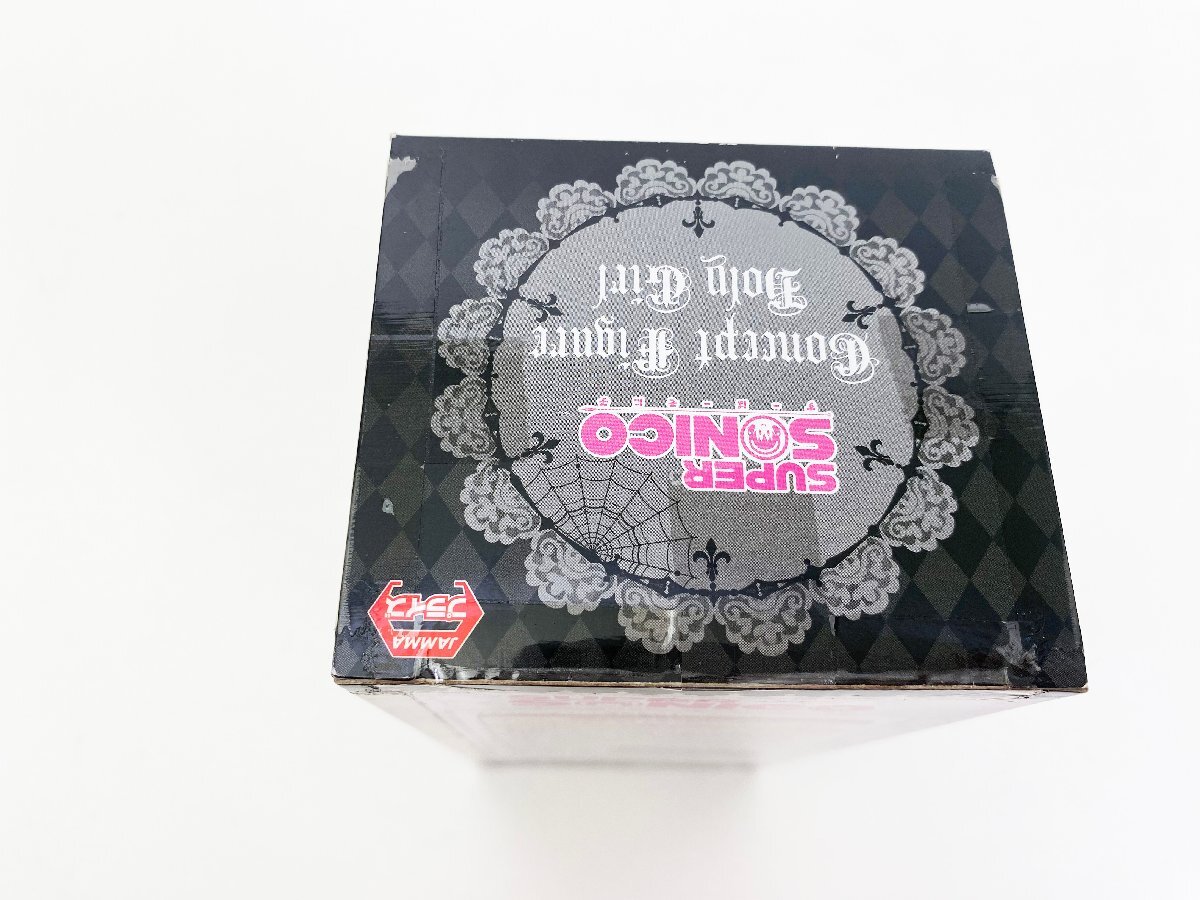 SUPER
SONICO
Concept Figure
Holy Girl
JAMMA
プライズ